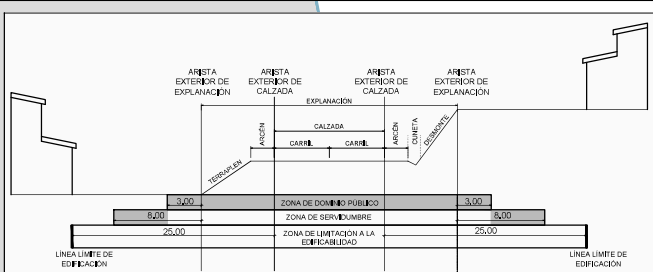 ARISTA
EXTERIOR DE
EXPLANACIÓN
ARISTA
EXTERIOR DE
CALZADA
ARISTA
EXTERIOR DE
CALZADA
ARISTA
EXTERIOR DE
EXPLANACIÓN
EXPLANACIÓN
CALZADA
ARCÉN
CARRIL
CARRIL
ARCÉN
CUNETA
DESMONTE
TERRAPLEN
3,00
ZONA DE DOMINIO PÚBLICO
3,00
8,00
ZONA DE SERVIDUMBRE
8,00
25.00
ZONA DE LIMITACIÓN A LA
EDIFICABILIDAD
25.00
LÍNEA LÍMITE DE
EDIFICACIÓN
LÍNEA LÍMITE DE
EDIFICACIÓN